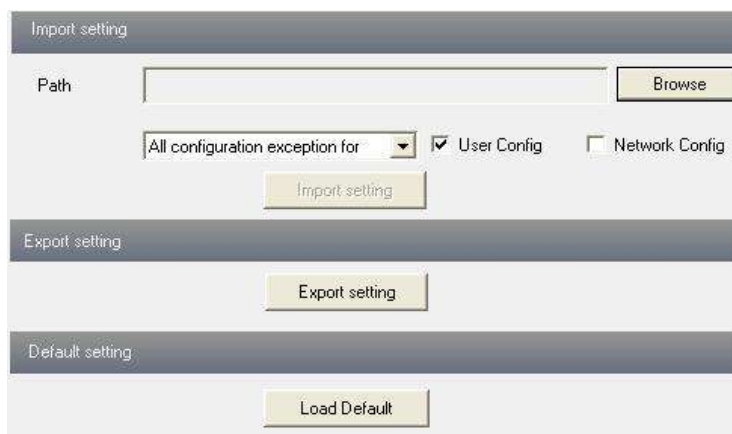 Import setting
Path Browse
All configuration exception for User Config Network Config
Import setting
Export setting
Export setting
Default setting
Load Default